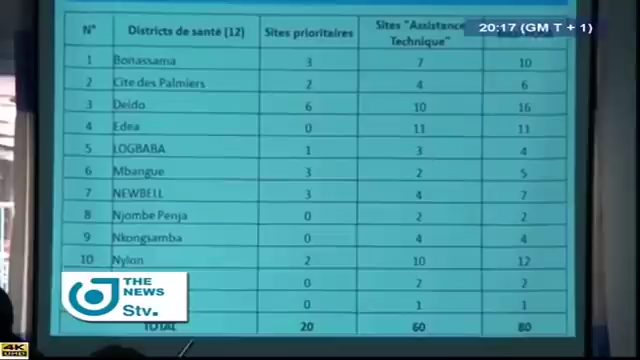 20:17 (GMT+1)
N° Districts de santé (12) Sites prioritaires Sites "Assistance Technique"
1 Bonassama 3 7 10
2 Cite des Palmiers 2 4 6
3 Deido 6 10 16
4 Edea 0 11 11
5 LOGBABA 1 3 4
6 Mbangue 3 2 5
7 NEWBELL 3 4 7
8 Njombe Penja 0 2 2
9 Nkongsamba 0 4 4
10 Nylon 2 10 12
0 2 2
0 1 1
TOTAL 20 60 80
THE NEWS
Stv.
4K
ULTRA HD